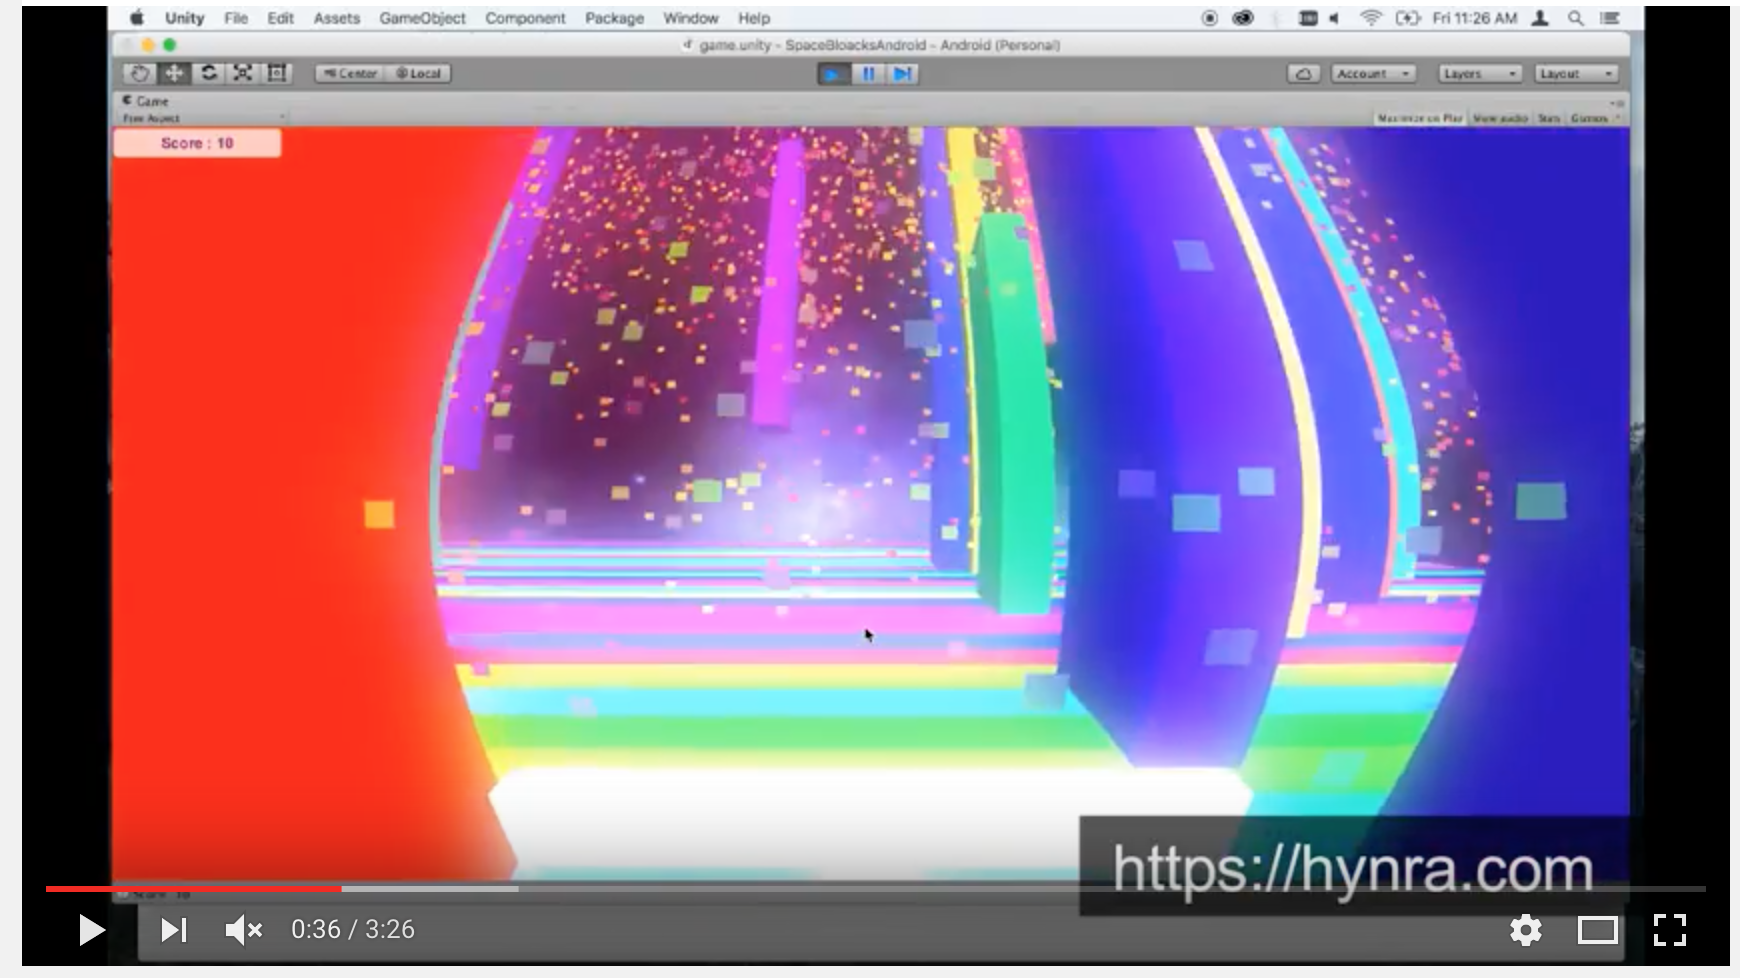 Unity File Edit Assets GameObject Component Package Window Help Fri 11:26 AM
game.unity - SpaceBloacksAndroid - Android (Personal)
Center Local Account Layers Layout
Game
Free Aspect Maximize on Play Mute audio Stats Gizmos
Score : 10
https://hynra.com
Score : 10
0:36 / 3:26